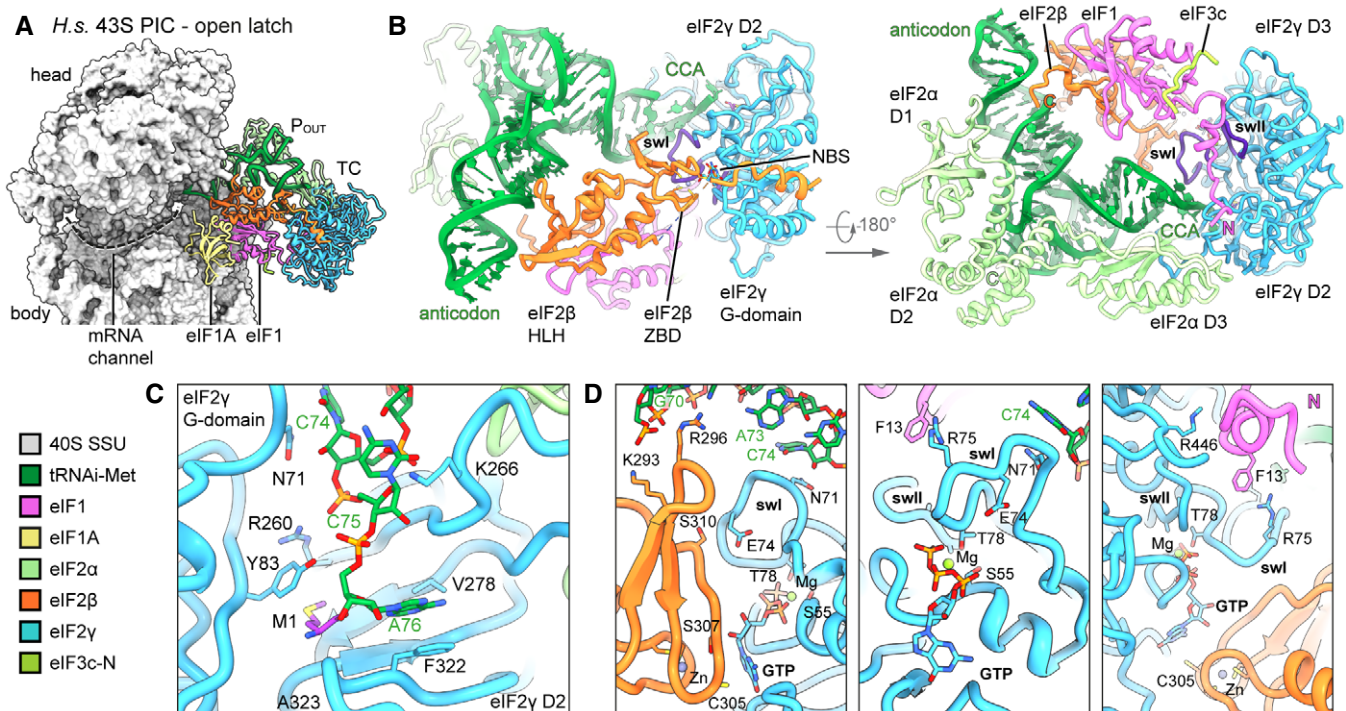 A
H.s. 43S PIC - open latch
head
POUT
TC
body
mRNA
channel
eIF1A
eIF1
B
eIF2γ D2
CCA
swI
NBS
anticodon
eIF2β
HLH
eIF2β
ZBD
eIF2γ
G-domain
-180°
anticodon
eIF2β
eIF1
eIF3c
eIF2γ D3
eIF2α
D1
C
swII
swI
CCA
N
C
eIF2α
D2
eIF2α D3
eIF2γ D2
40S SSU
tRNAi-Met
eIF1
eIF1A
eIF2α
eIF2β
eIF2γ
eIF3c-N
C
eIF2γ
G-domain
C74
N71
K266
R260
C75
Y83
V278
M1
A76
F322
A323
eIF2γ D2
D
G70
R296
A73
C74
K293
N71
swI
S310
E74
T78
Mg
S55
S307
GTP
Zn
C305
F13
R75
C74
swI
N71
swII
E74
T78
Mg
S55
GTP
N
R446
F13
swII
T78
R75
Mg
swI
GTP
C305
Zn